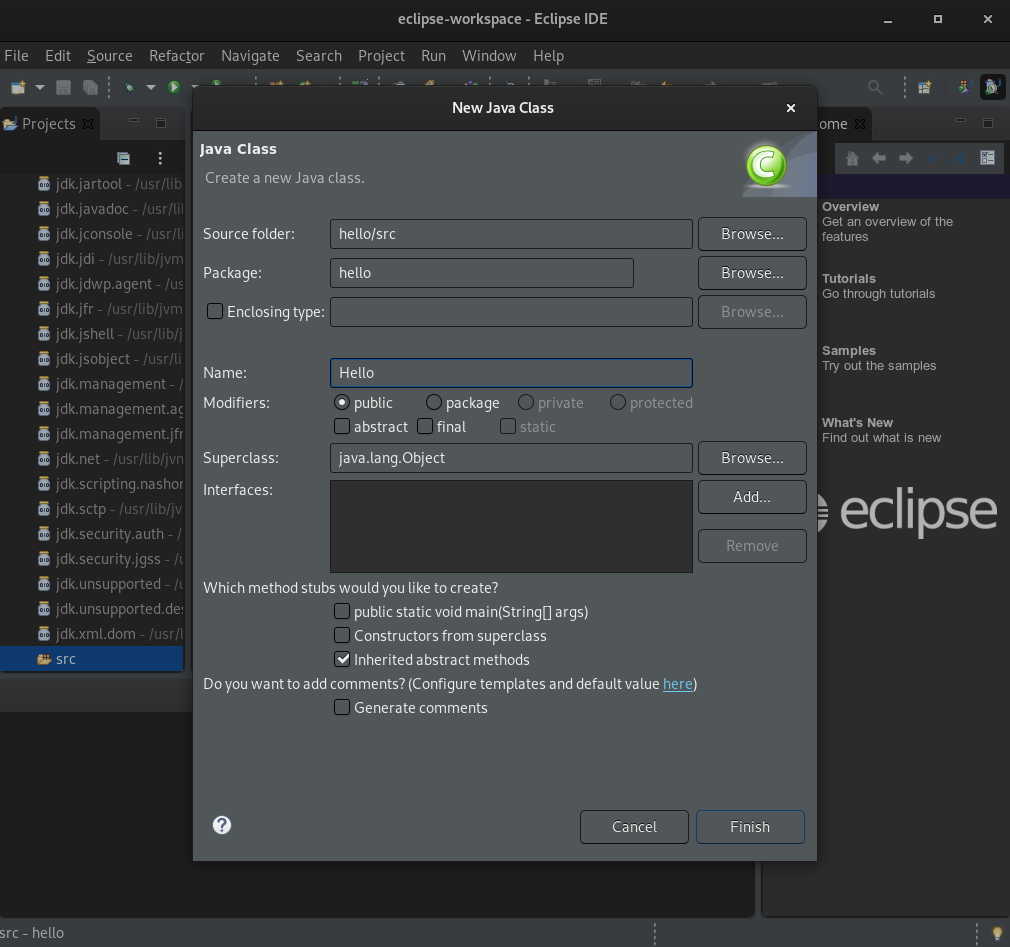 eclipse-workspace - Eclipse IDE
File Edit Source Refactor Navigate Search Project Run Window Help
New Java Class
Projects
ome
Java Class
Create a new Java class.
jdk.jartool - /usr/lib
jdk.javadoc - /usr/li
jdk.jconsole - /usr/li
jdk.jdi - /usr/lib/jvm
jdk.jdwp.agent - /us
jdk.jfr - /usr/lib/jvm
jdk.jshell - /usr/lib/j
jdk.jsobject - /usr/li
jdk.management - /
jdk.management.ag
jdk.management.jfr
jdk.net - /usr/lib/jvn
jdk.scripting.nashor
jdk.sctp - /usr/lib/jv
jdk.security.auth - /
jdk.security.jgss - /u
jdk.unsupported - /u
jdk.unsupported.des
jdk.xml.dom - /usr/l
src
Source folder: hello/src Browse...
Package: hello Browse...
Enclosing type: Browse...
Name: Hello
Modifiers: public package private protected
abstract final static
Superclass: java.lang.Object Browse...
Interfaces: Add...
Remove
Which method stubs would you like to create?
public static void main(String[] args)
Constructors from superclass
Inherited abstract methods
Do you want to add comments? (Configure templates and default value here)
Generate comments
Cancel Finish
Overview
Get an overview of the
features
Tutorials
Go through tutorials
Samples
Try out the samples
What's New
Find out what is new
eclipse
src - hello